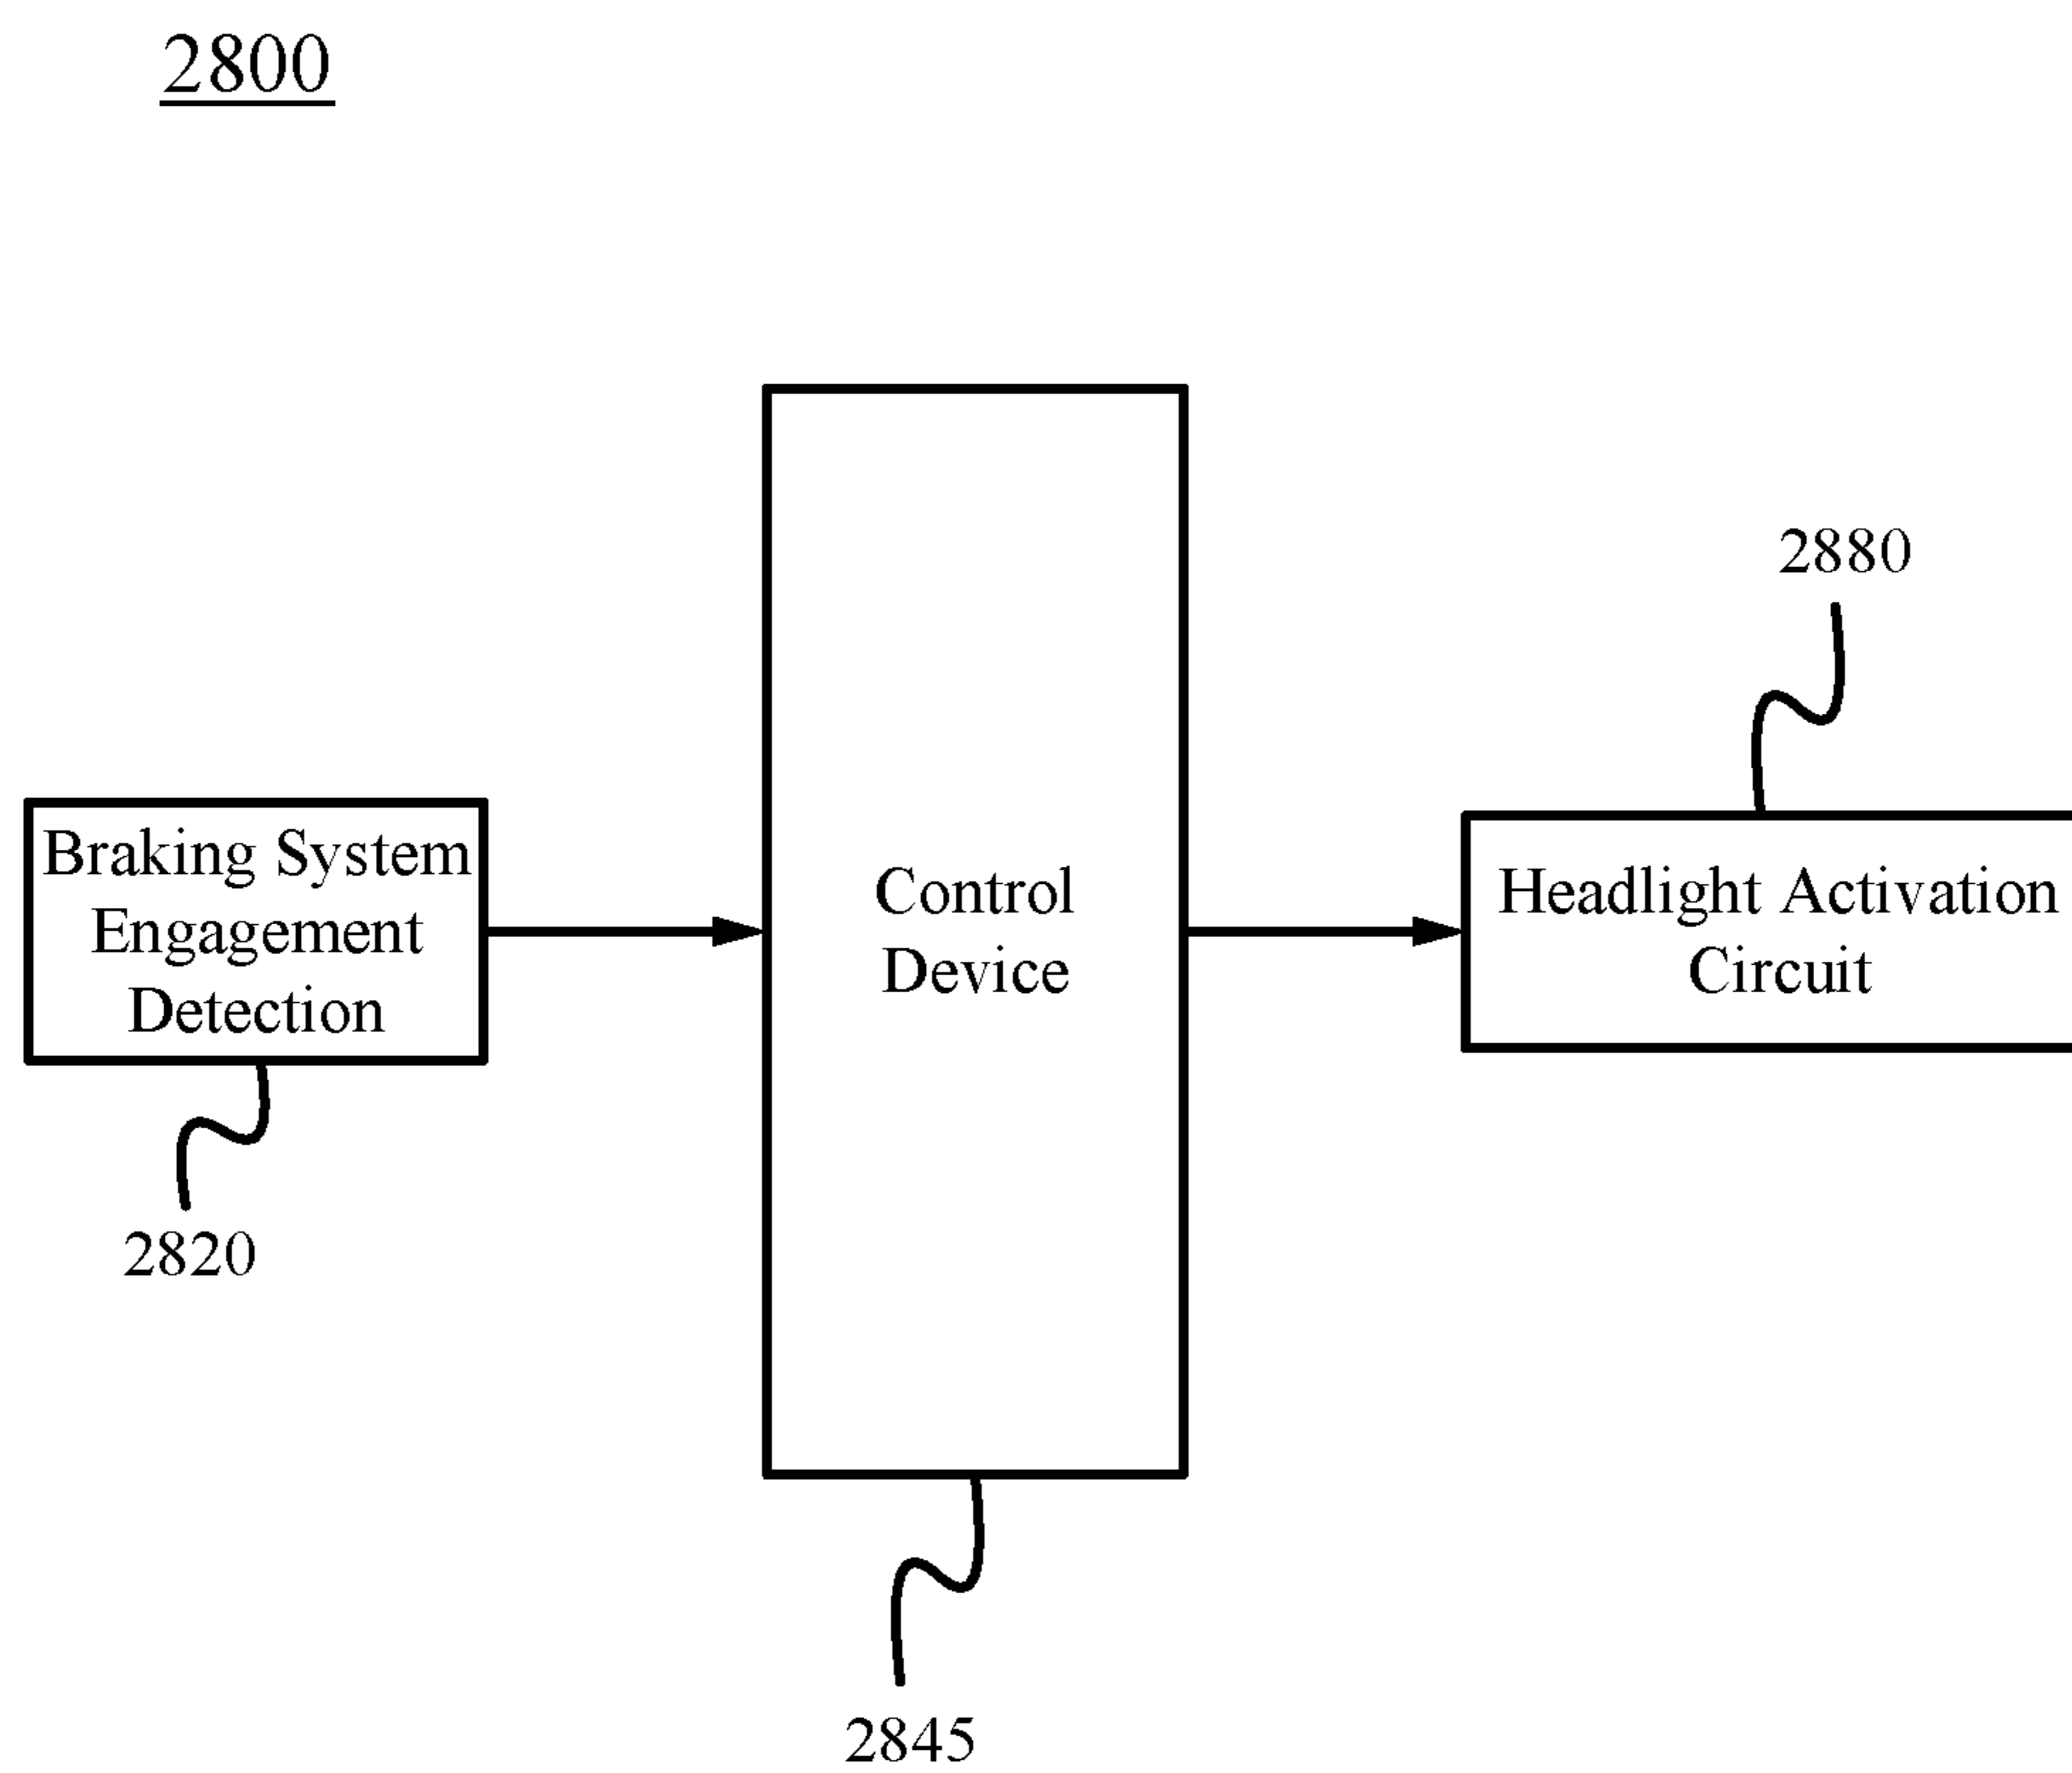 2800
2880
Braking System
Engagement
Detection
Control
Device
Headlight Activation
Circuit
2820
2845